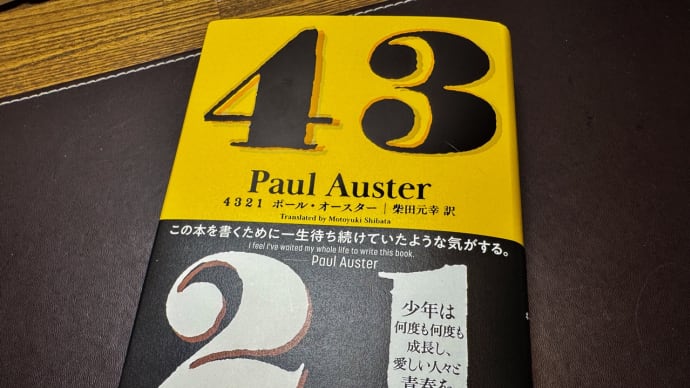 43
Paul Auster
4321 ポール・オースター｜柴田元幸 訳
Translated by Motoyuki Shibata
この本を書くために一生待ち続けていたような気がする。
I feel I've waited my whole life to write this book.
Paul Auster
21
少年は
何度も何度も
成長し、
愛しい人々と
青春を